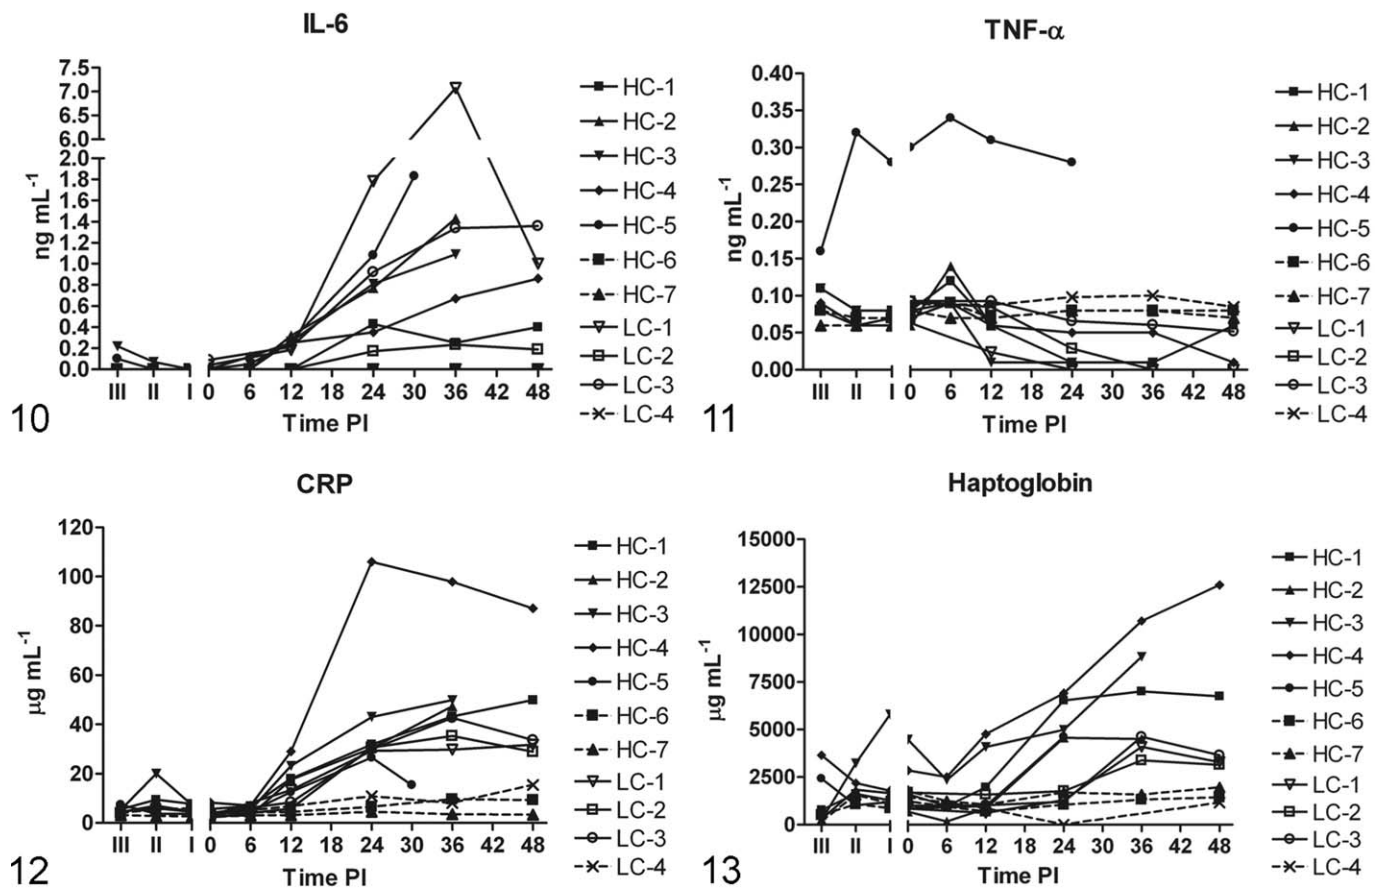 IL-6
7.5
7.0
6.5
6.0
2.0
1.8
1.6
1.4
1.2
1.0
0.8
0.6
0.4
0.2
0.0
ng mL-1
III II I 0 6 12 18 24 30 36 42 48
Time PI
10
HC-1
HC-2
HC-3
HC-4
HC-5
HC-6
HC-7
LC-1
LC-2
LC-3
LC-4
TNF-α
0.40
0.35
0.30
0.25
0.20
0.15
0.10
0.05
0.00
ng mL-1
III II I 0 6 12 18 24 30 36 42 48
Time PI
11
HC-1
HC-2
HC-3
HC-4
HC-5
HC-6
HC-7
LC-1
LC-2
LC-3
LC-4
CRP
120
100
80
60
40
20
0
µg mL-1
III II I 0 6 12 18 24 30 36 42 48
Time PI
12
HC-1
HC-2
HC-3
HC-4
HC-5
HC-6
HC-7
LC-1
LC-2
LC-3
LC-4
Haptoglobin
15000
12500
10000
7500
5000
2500
0
µg mL-1
III II I 0 6 12 18 24 30 36 42 48
Time PI
13
HC-1
HC-2
HC-3
HC-4
HC-5
HC-6
HC-7
LC-1
LC-2
LC-3
LC-4